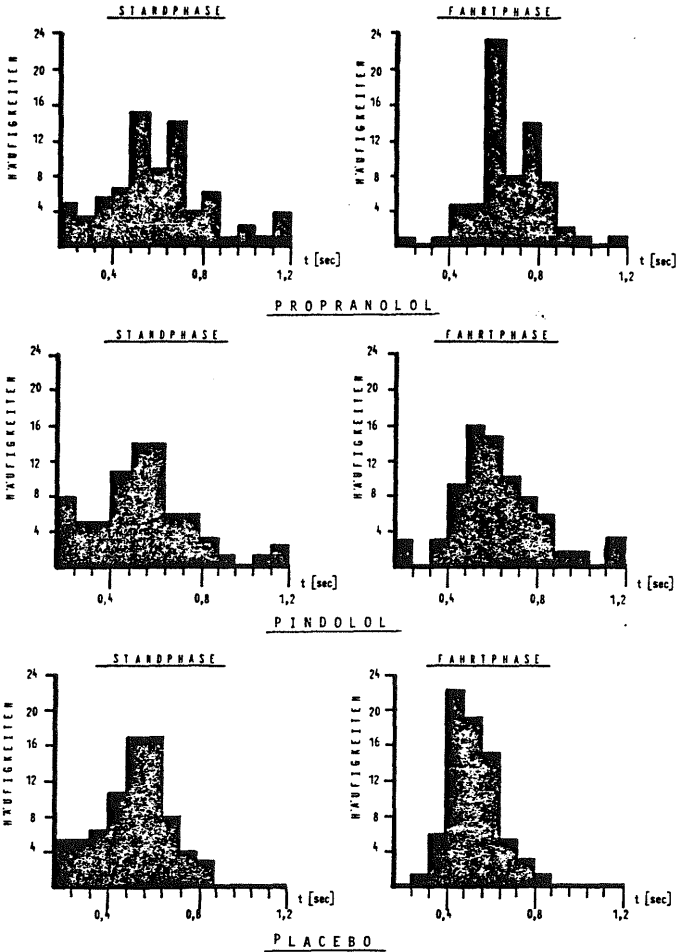 STANDPHASE
FAHRTPHASE
HÄUFIGKEITEN
24
20
16
12
8
4
0,4
0,8
1,2
t [sec]
HÄUFIGKEITEN
24
20
16
12
8
4
0,4
0,8
1,2
t [sec]
PROPRANOLOL
STANDPHASE
FAHRTPHASE
HÄUFIGKEITEN
24
20
16
12
8
4
0,4
0,8
1,2
t [sec]
HÄUFIGKEITEN
24
20
16
12
8
4
0,4
0,8
1,2
t [sec]
PINDOLOL
STANDPHASE
FAHRTPHASE
HÄUFIGKEITEN
24
20
16
12
8
4
0,4
0,8
1,2
t [sec]
HÄUFIGKEITEN
24
20
16
12
8
4
0,4
0,8
1,2
t [sec]
PLACEBO